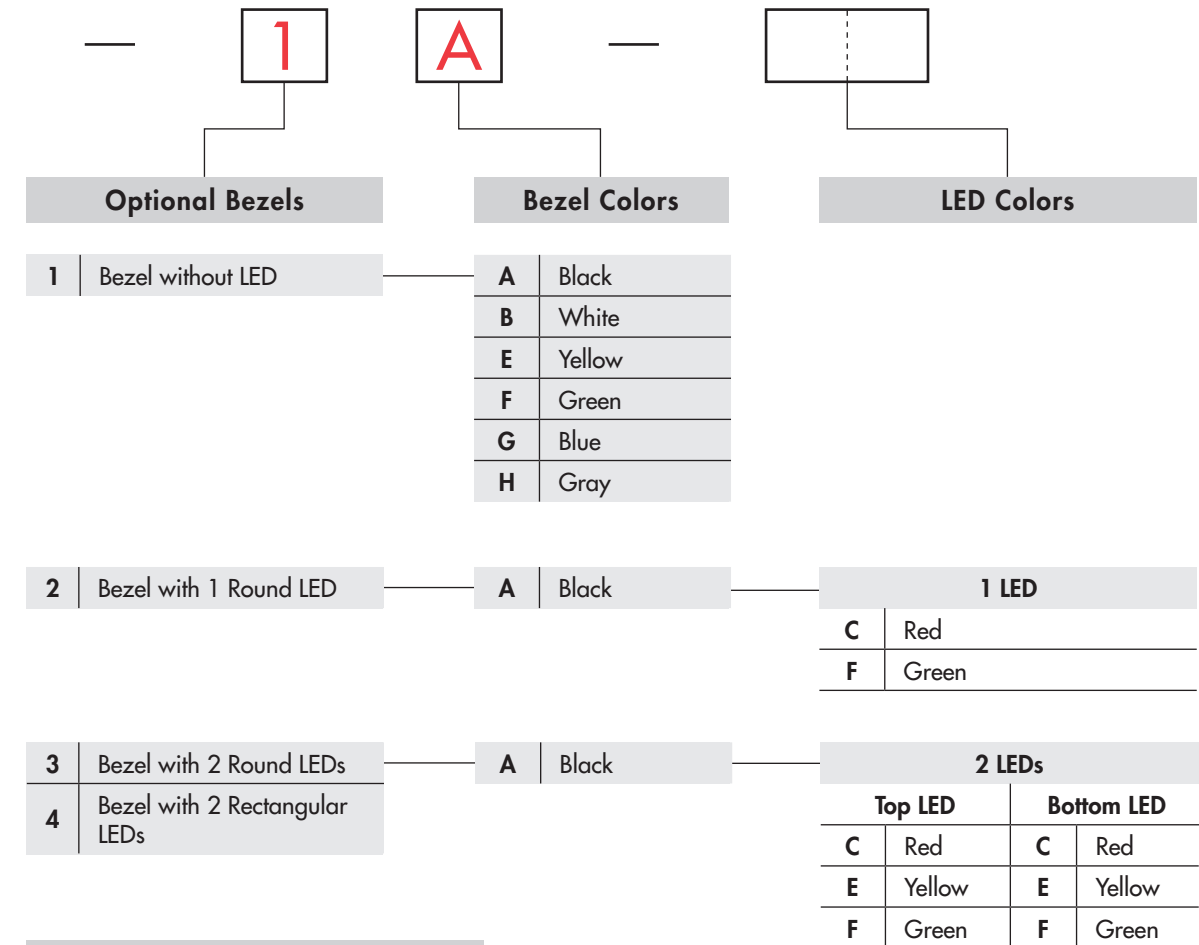 — 1 A —
Optional Bezels Bezel Colors LED Colors
1 Bezel without LED A Black
B White
E Yellow
F Green
G Blue
H Gray
2 Bezel with 1 Round LED A Black 1 LED
C Red
F Green
3 Bezel with 2 Round LEDs A Black 2 LEDs
4 Bezel with 2 Rectangular
LEDs
Top LED Bottom LED
C Red C Red
E Yellow E Yellow
F Green F Green